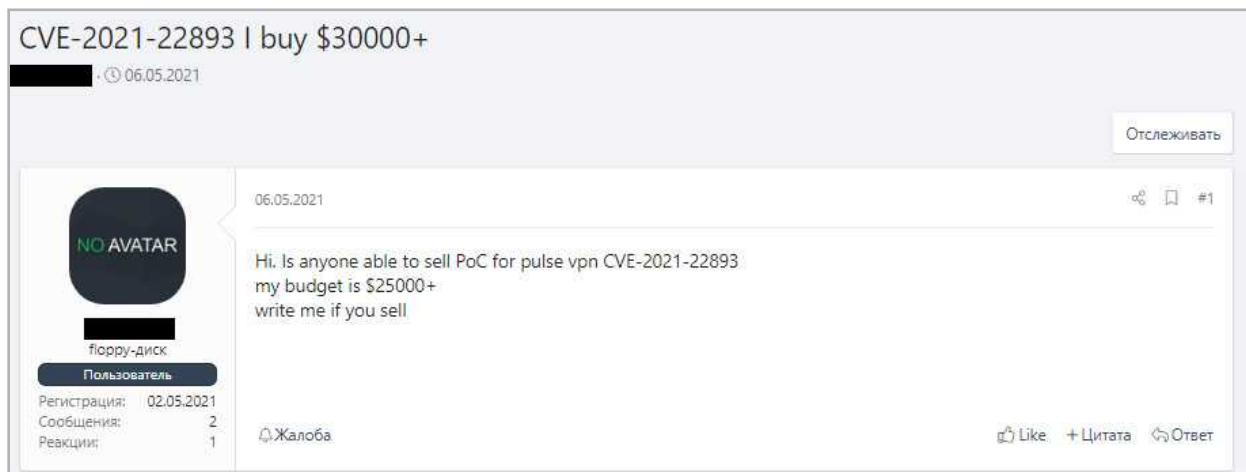 CVE-2021-22893 I buy $30000+
· 06.05.2021
Отслеживать
NO AVATAR
floppy-диск
Пользователь
Регистрация: 02.05.2021
Сообщения: 2
Реакции: 1
06.05.2021
#1
Hi. Is anyone able to sell PoC for pulse vpn CVE-2021-22893
my budget is $25000+
write me if you sell
Жалоба
Like +Цитата Ответ